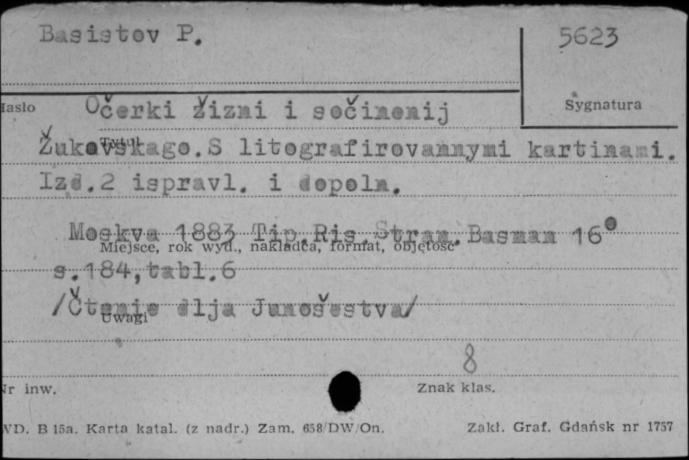 Basistov P.
5623
Hasło
Sygnatura
Očerki žizni i sočinenij
Tytuł
Žukovskago. S litografirovannymi kartinami.
Izd.2 ispravl. i dopoln.
Moskva 1883 Tip Ris Stram. Basman 16°
Miejsce, rok wyd., nakładca, format, objętość
s.184,tabl.6
/Čtenie dlja Junošestva/
Uwagi
8
Nr inw.
Znak klas.
WD. B 15a. Karta katal. (z nadr.) Zam. 658/DW/On.
Zakł. Graf. Gdańsk nr 1757